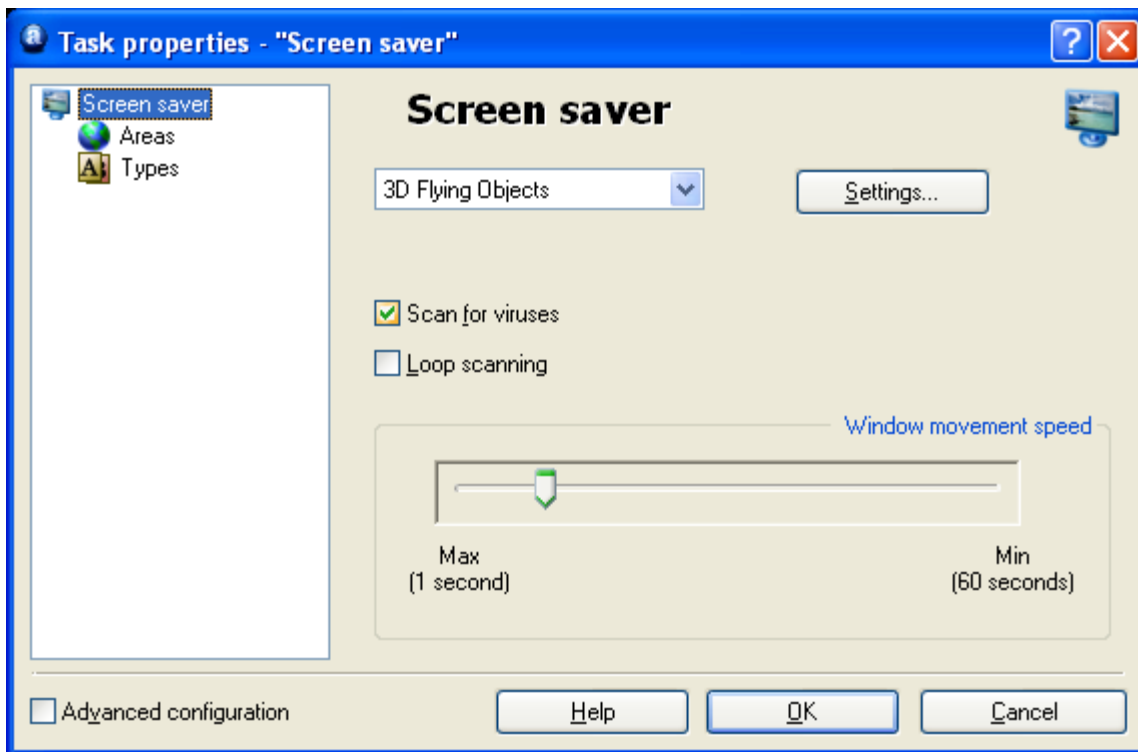 Task properties - "Screen saver"
Screen saver
Areas
Types
Screen saver
3D Flying Objects
Settings...
Scan for viruses
Loop scanning
Window movement speed
Max
(1 second)
Min
(60 seconds)
Advanced configuration
Help
OK
Cancel